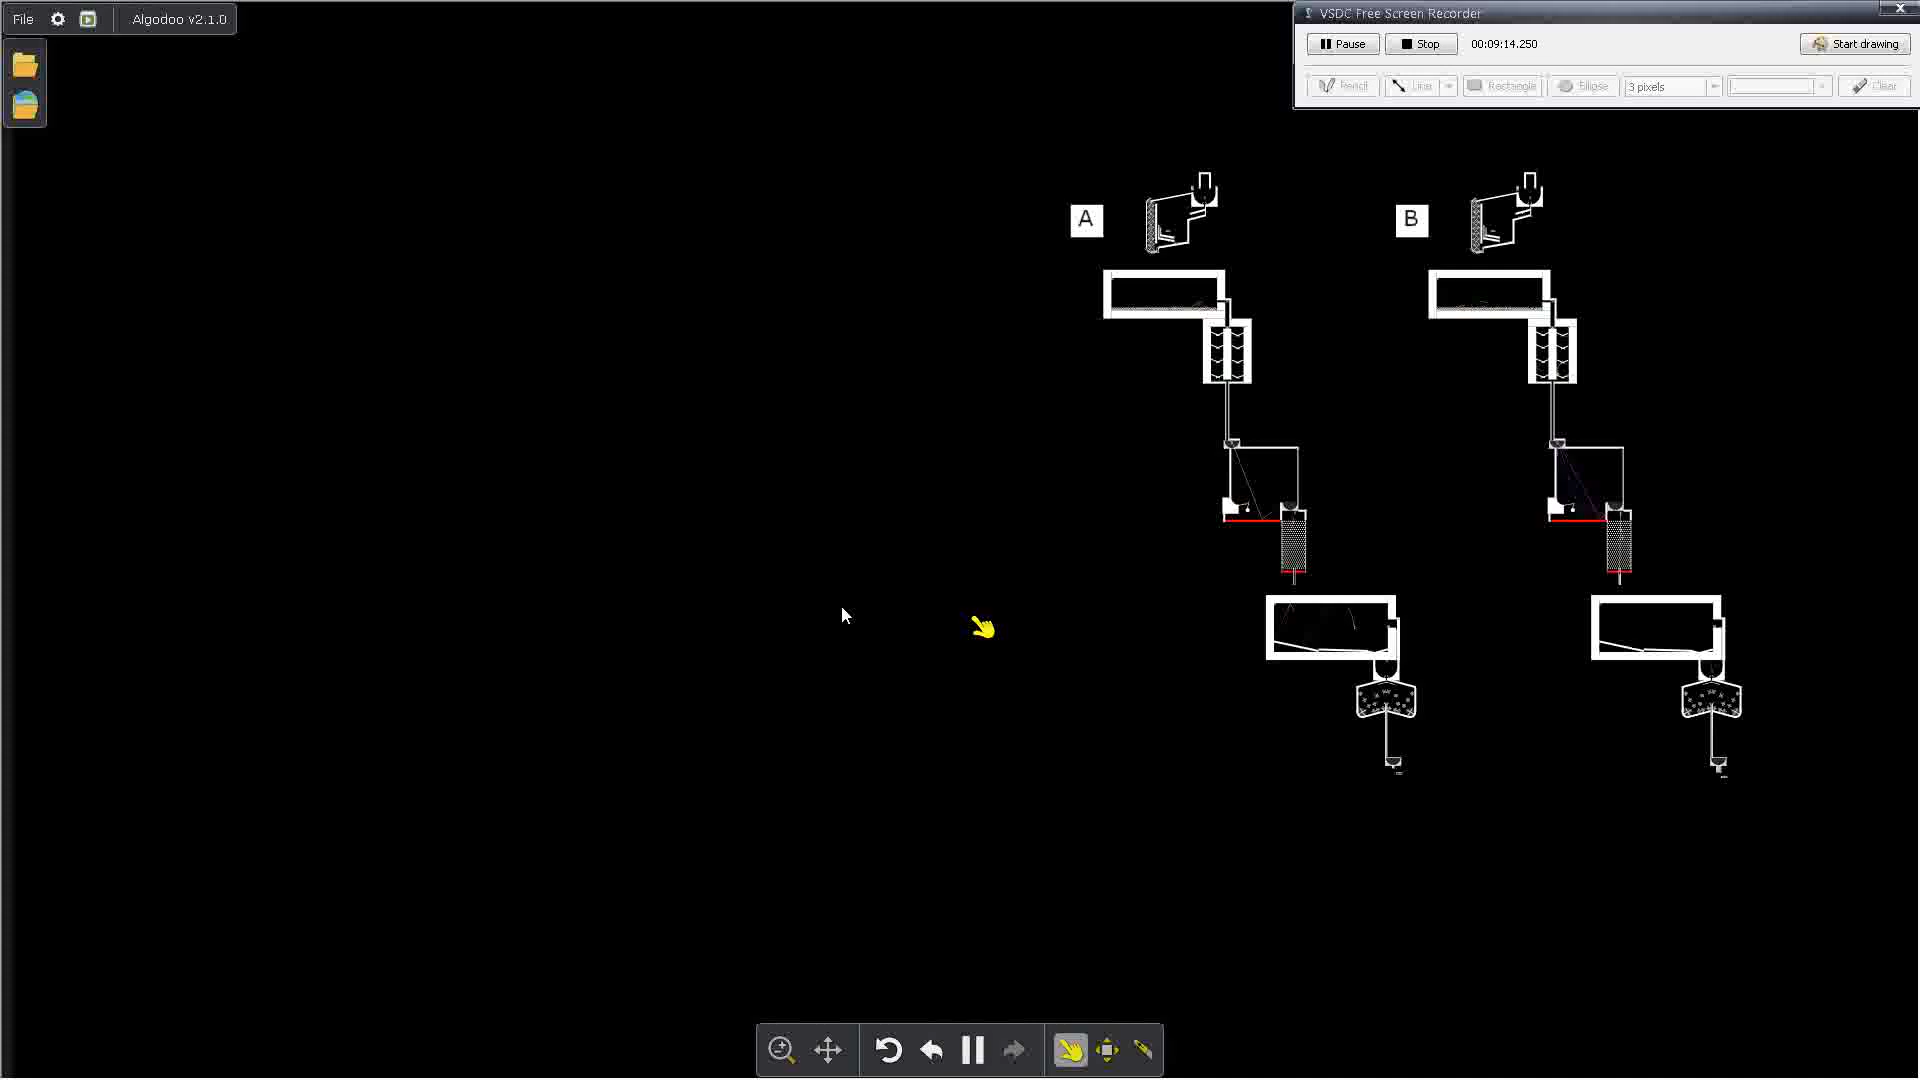 File Algodoo v2.1.0
VSDC Free Screen Recorder
Pause Stop 00:09:14.250 Start drawing
Pencil Line Rectangle Ellipse 3 pixels Clear
A B